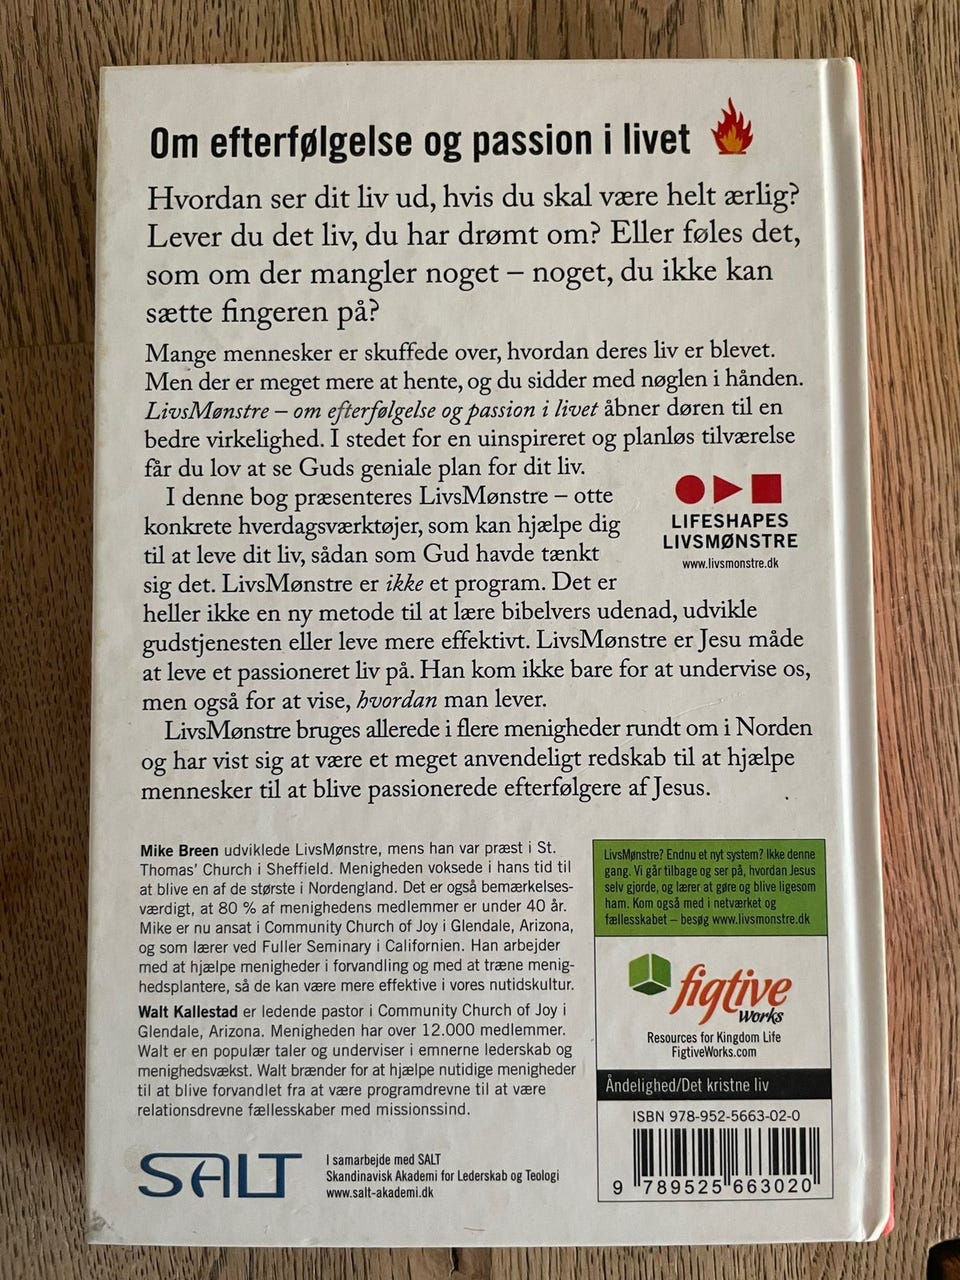 Om efterfølgelse og passion i livet
Hvordan ser dit liv ud, hvis du skal være helt ærlig?
Lever du det liv, du har drømt om? Eller føles det,
som om der mangler noget – noget, du ikke kan
sætte fingeren på?
Mange mennesker er skuffede over, hvordan deres liv er blevet.
Men der er meget mere at hente, og du sidder med nøglen i hånden.
LivsMønstre – om efterfølgelse og passion i livet åbner døren til en
bedre virkelighed. I stedet for en uinspireret og planløs tilværelse
får du lov at se Guds geniale plan for dit liv.
I denne bog præsenteres LivsMønstre – otte
konkrete hverdagsværktøjer, som kan hjælpe dig
til at leve dit liv, sådan som Gud havde tænkt
sig det. LivsMønstre er ikke et program. Det er
heller ikke en ny metode til at lære bibelvers udenad, udvikle
gudstjenesten eller leve mere effektivt. LivsMønstre er Jesu måde
at leve et passioneret liv på. Han kom ikke bare for at undervise os,
men også for at vise, hvordan man lever.
LivsMønstre bruges allerede i flere menigheder rundt om i Norden
og har vist sig at være et meget anvendeligt redskab til at hjælpe
mennesker til at blive passionerede efterfølgere af Jesus.
LIFESHAPES
LIVSMØNSTRE
www.livsmonstre.dk
Mike Breen udviklede LivsMønstre, mens han var præst i St.
Thomas' Church i Sheffield. Menigheden voksede i hans tid til
at blive en af de største i Nordengland. Det er også bemærkelses-
værdigt, at 80 % af menighedens medlemmer er under 40 år.
Mike er nu ansat i Community Church of Joy i Glendale, Arizona,
og som lærer ved Fuller Seminary i Californien. Han arbejder
med at hjælpe menigheder i forvandling og med at træne menig-
hedsplantere, så de kan være mere effektive i vores nutidskultur.
Walt Kallestad er ledende pastor i Community Church of Joy i
Glendale, Arizona. Menigheden har over 12.000 medlemmer.
Walt er en populær taler og underviser i emnerne lederskab og
menighedsvækst. Walt brænder for at hjælpe nutidige menigheder
til at blive forvandlet fra at være programdrevne til at være
relationsdrevne fællesskaber med missionssind.
SALT
I samarbejde med SALT
Skandinavisk Akademi for Lederskab og Teologi
www.salt-akademi.dk
LivsMønstre? Endnu et nyt system? Ikke denne
gang. Vi går tilbage og ser på, hvordan Jesus
selv gjorde, og lærer at gøre og blive ligesom
ham. Kom også med i netværket og
fællesskabet – besøg www.livsmonstre.dk
figtive
Works
Resources for Kingdom Life
FigtiveWorks.com
Åndelighed/Det kristne liv
ISBN 978-952-5663-02-0
9 789525 663020